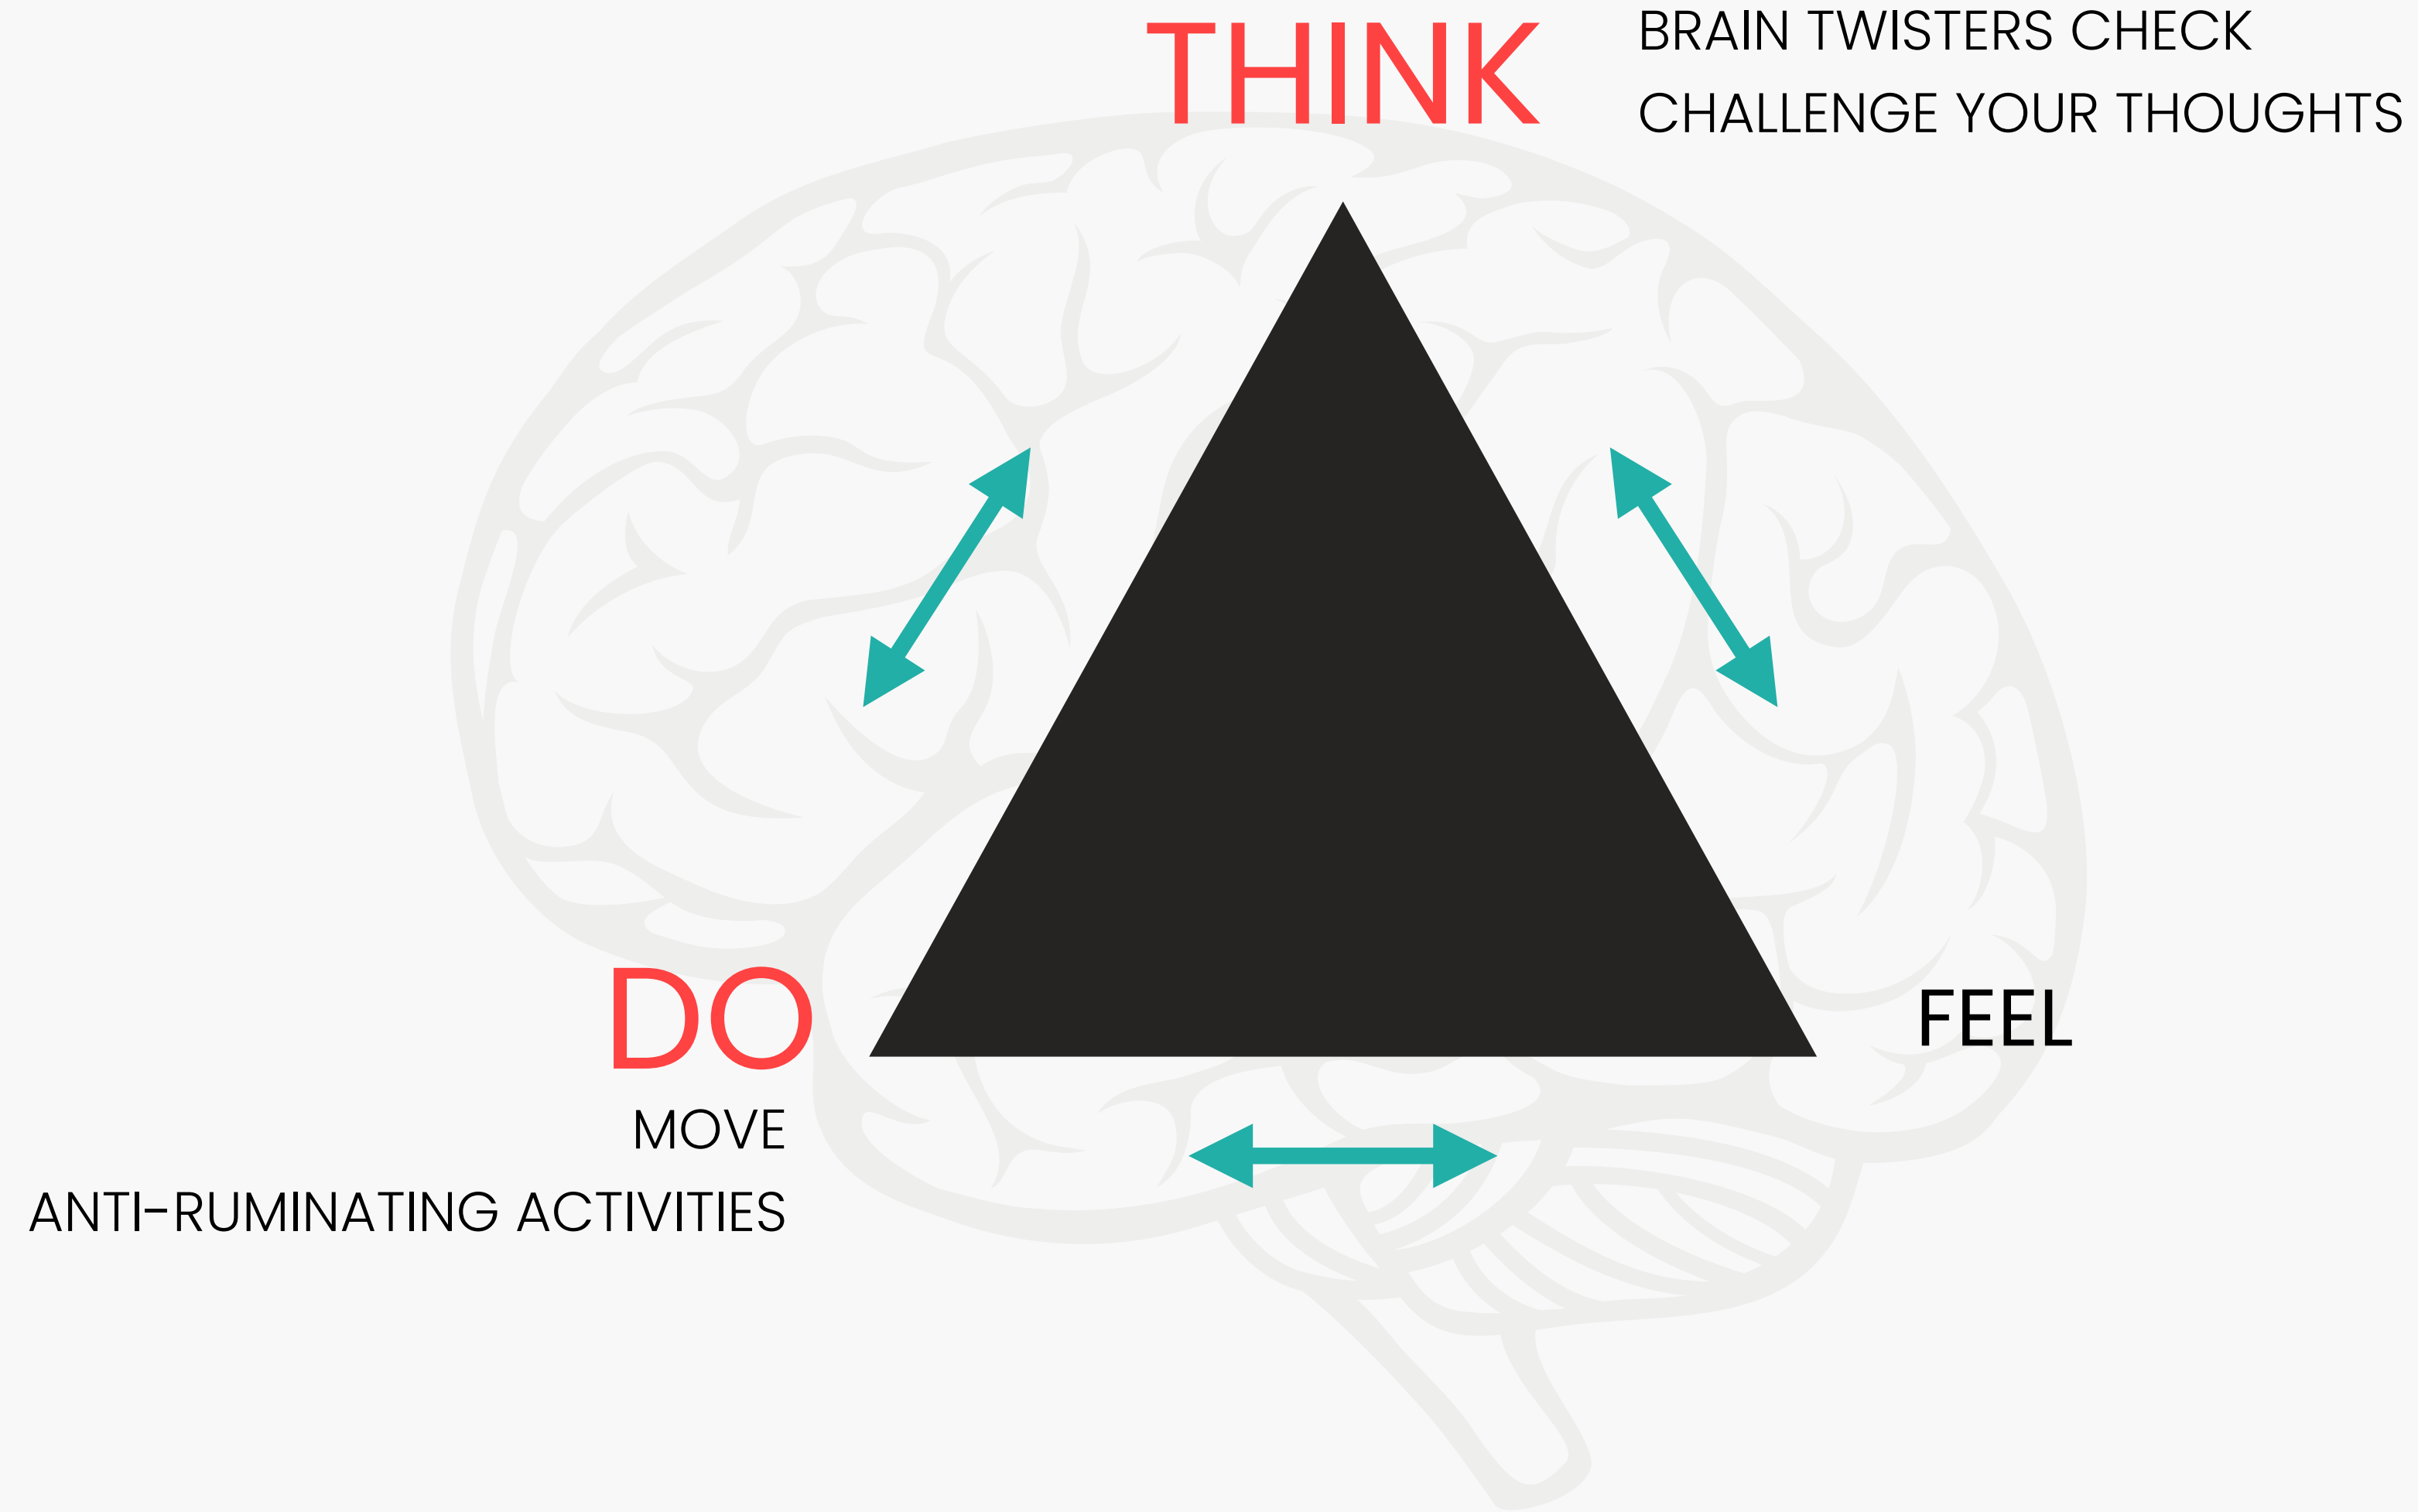 THINK
BRAIN TWISTERS CHECK
CHALLENGE YOUR THOUGHTS
DO
MOVE
ANTI-RUMINATING ACTIVITIES
FEEL